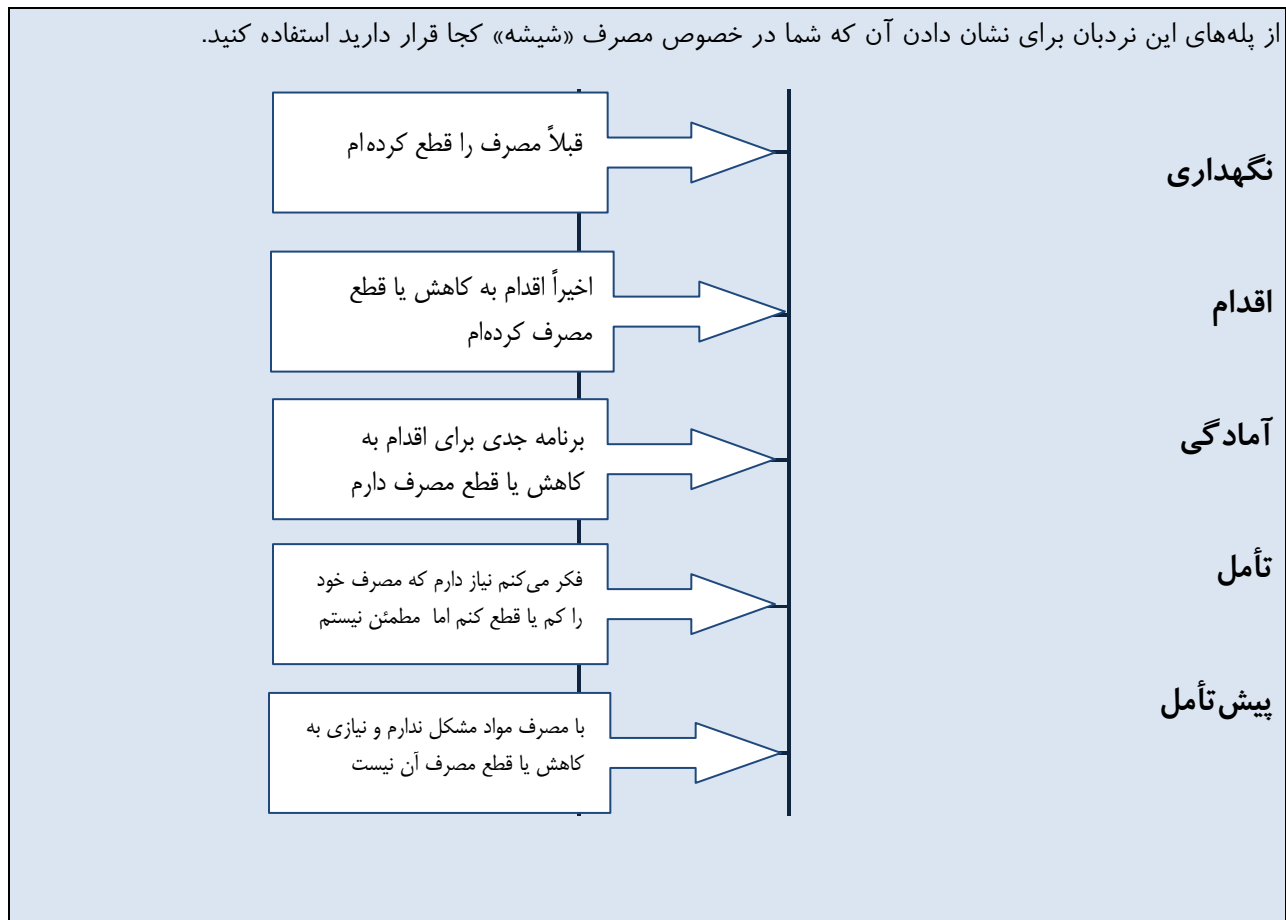 از پله‌های این نردبان برای نشان دادن آن که شما در خصوص مصرف «شیشه» کجا قرار دارید استفاده کنید.
نگهداری
قبلاً مصرف را قطع کرده‌ام
اقدام
اخیراً اقدام به کاهش یا قطع
مصرف کرده‌ام
آمادگی
برنامه جدی برای اقدام به
کاهش یا قطع مصرف دارم
تأمل
فکر می‌کنم نیاز دارم که مصرف خود
را کم یا قطع کنم اما مطمئن نیستم
پیش‌تأمل
با مصرف مواد مشکل ندارم و نیازی به
کاهش یا قطع مصرف آن نیست